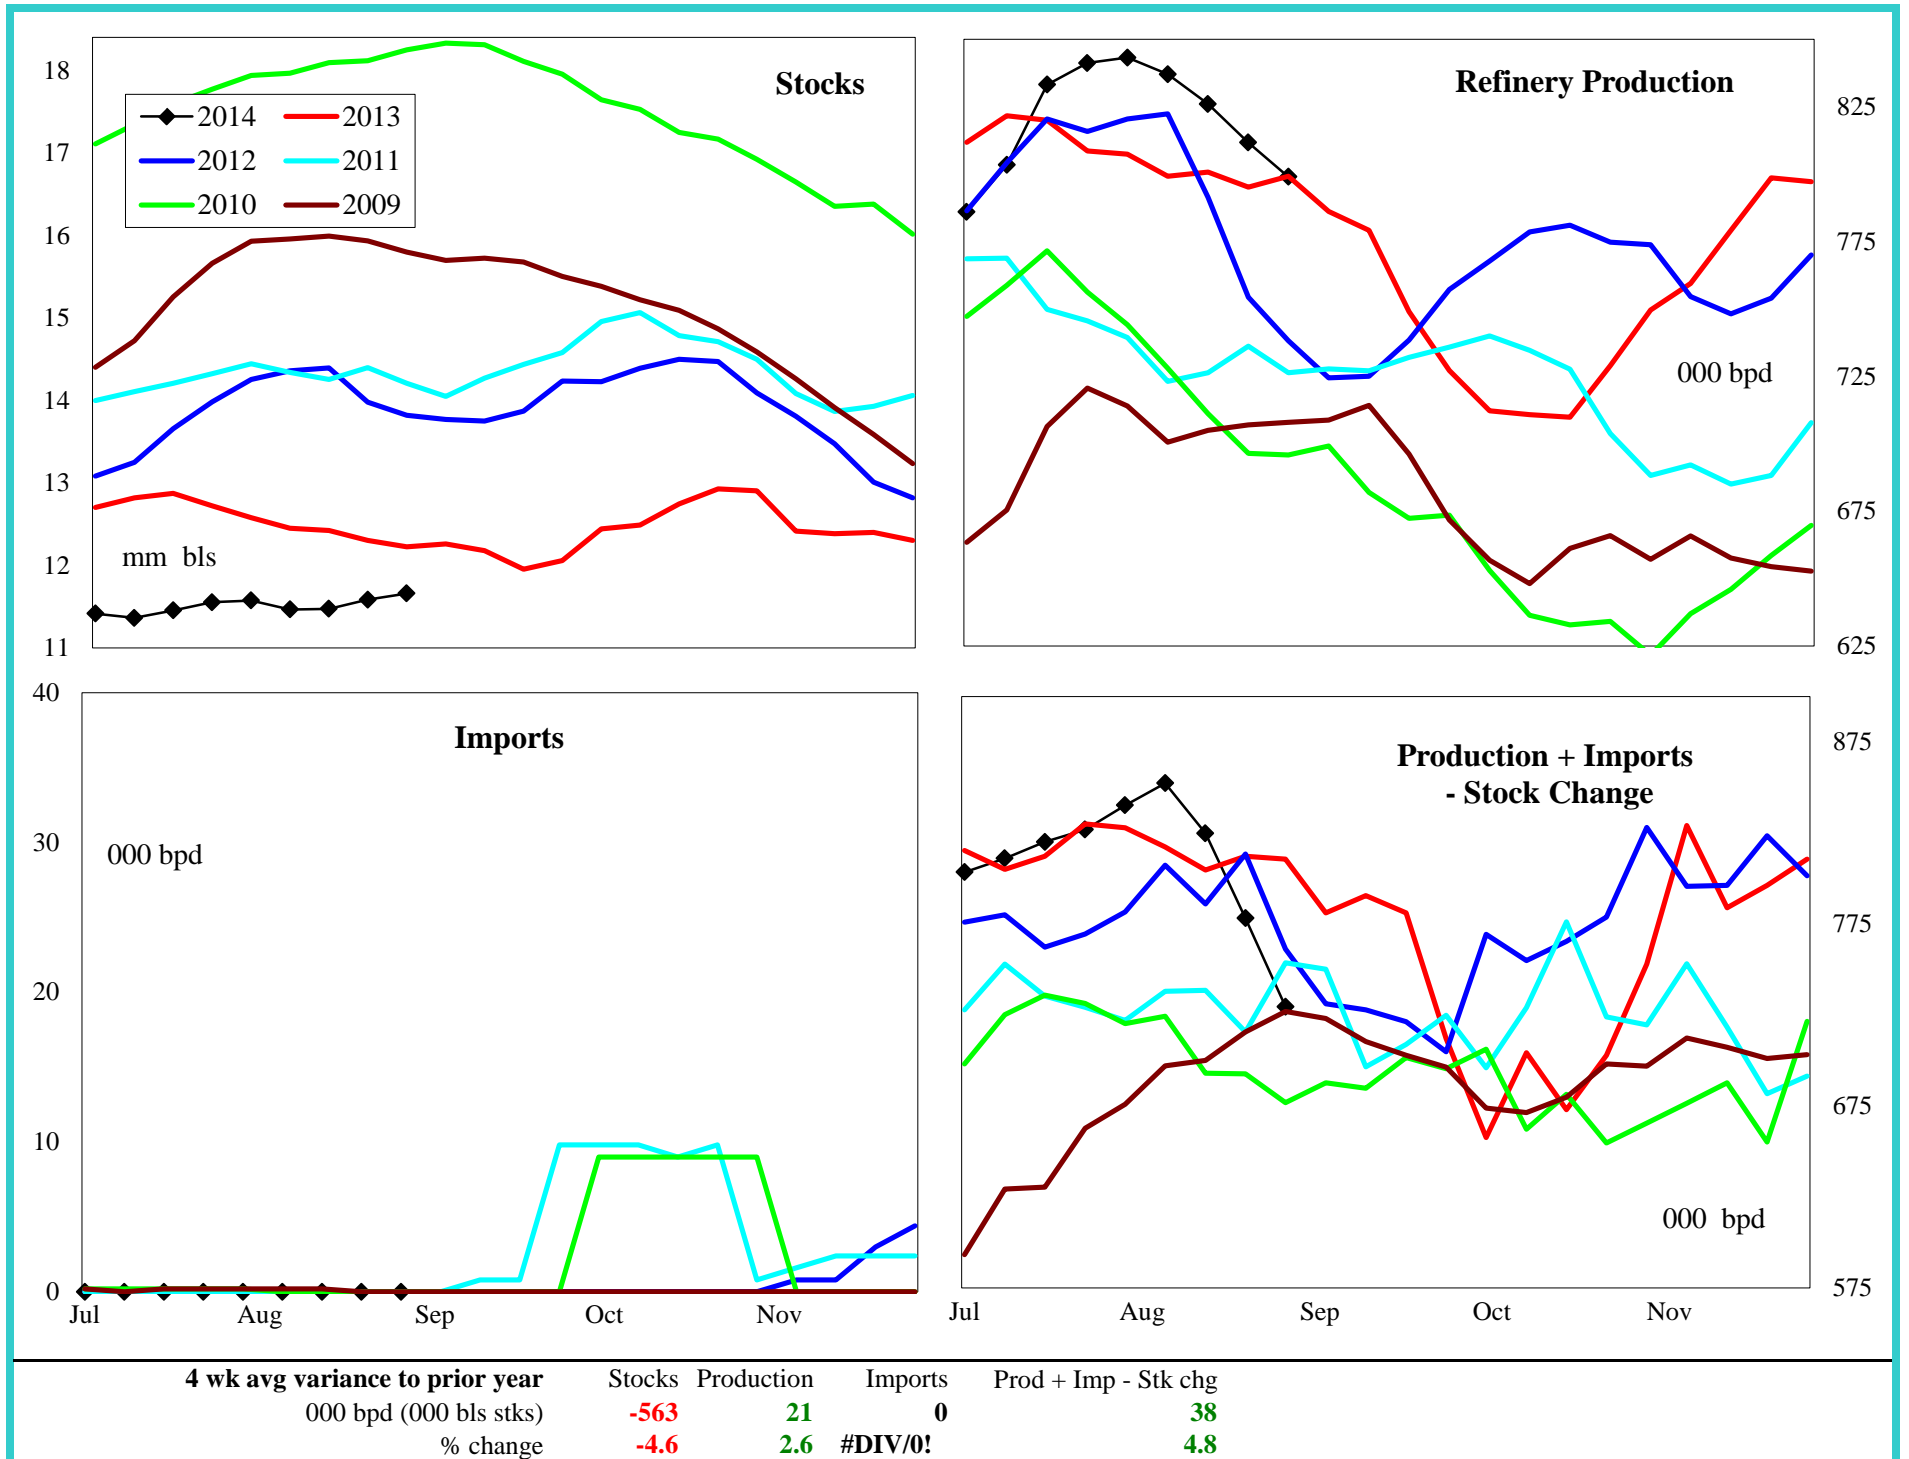 Stocks
18
17
16
15
14
13
12
11
2014
2013
2012
2011
2010
2009
mm bls
Refinery Production
825
775
725
675
625
000 bpd
Imports
40
30
20
10
0
000 bpd
Jul Aug Sep Oct Nov
Production + Imports
- Stock Change
875
775
675
575
000 bpd
Jul Aug Sep Oct Nov
4 wk avg variance to prior year Stocks Production Imports Prod + Imp - Stk chg
000 bpd (000 bls stks) -563 21 0 38
% change -4.6 2.6 #DIV/0! 4.8